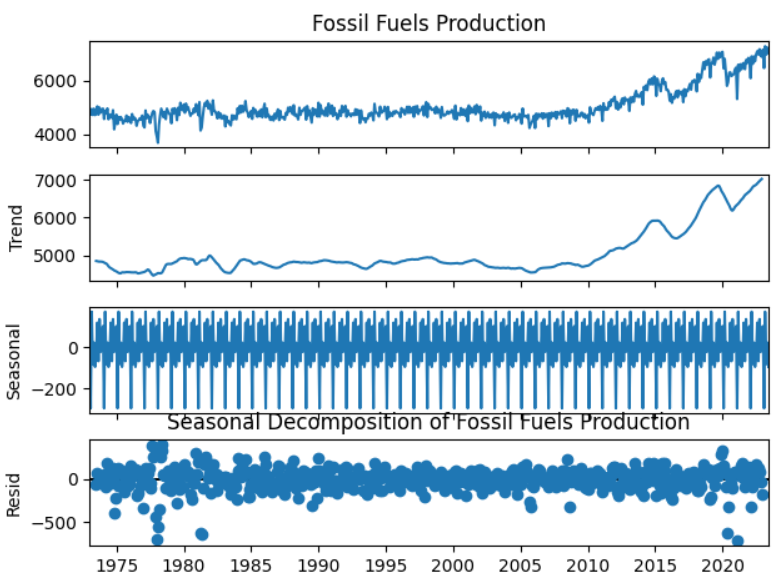 Fossil Fuels Production
6000
4000
7000
Trend
6000
5000
Seasonal
0
−200
Seasonal Decomposition of Fossil Fuels Production
Resid
0
−500
1975 1980 1985 1990 1995 2000 2005 2010 2015 2020